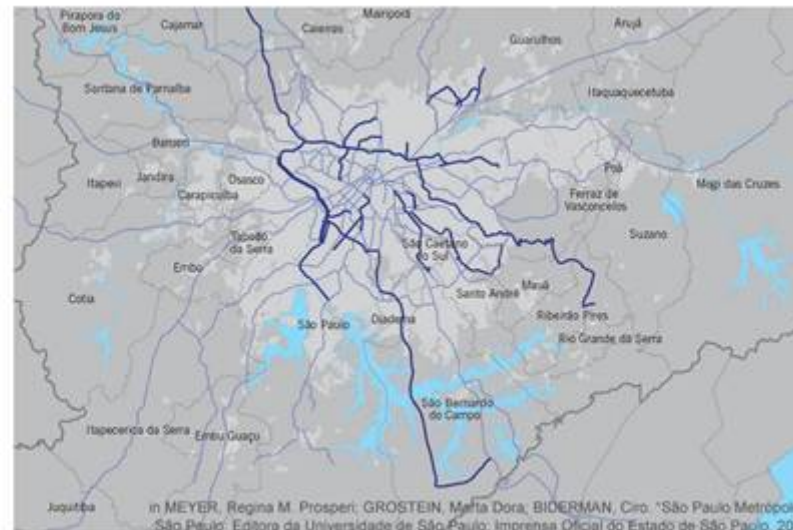 Pirapora do
Bom Jesus
Cajamar
Caieiras
Mairiporã
Arujá
Guarulhos
Santana de Parnaíba
Itaquaquecetuba
Barueri
Itapevi
Jandira
Carapicuíba
Osasco
Poá
Mogi das Cruzes
Ferraz de
Vasconcelos
Suzano
Taboão
da Serra
São Caetano
do Sul
Embu
Cotia
Santo André
Mauá
Ribeirão Pires
São Paulo
Diadema
Rio Grande da Serra
São Bernardo
do Campo
Itapecerica da Serra
Embu Guaçu
Juquitiba
in MEYER, Regina M. Prosperi; GROSTEIN, Marta Dora; BIDERMAN, Ciro. "São Paulo Metrópol
São Paulo: Editora da Universidade de São Paulo: Imprensa Oficial do Estado de São Paulo, 20